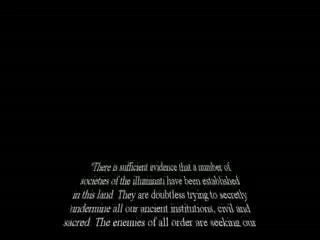 "There is sufficient evidence that a number of
societies of the illuminati have been established
in this land They are doubtless trying to secretly
undermine all our ancient institutions, civil and
sacred The enemies of all order are seeking our